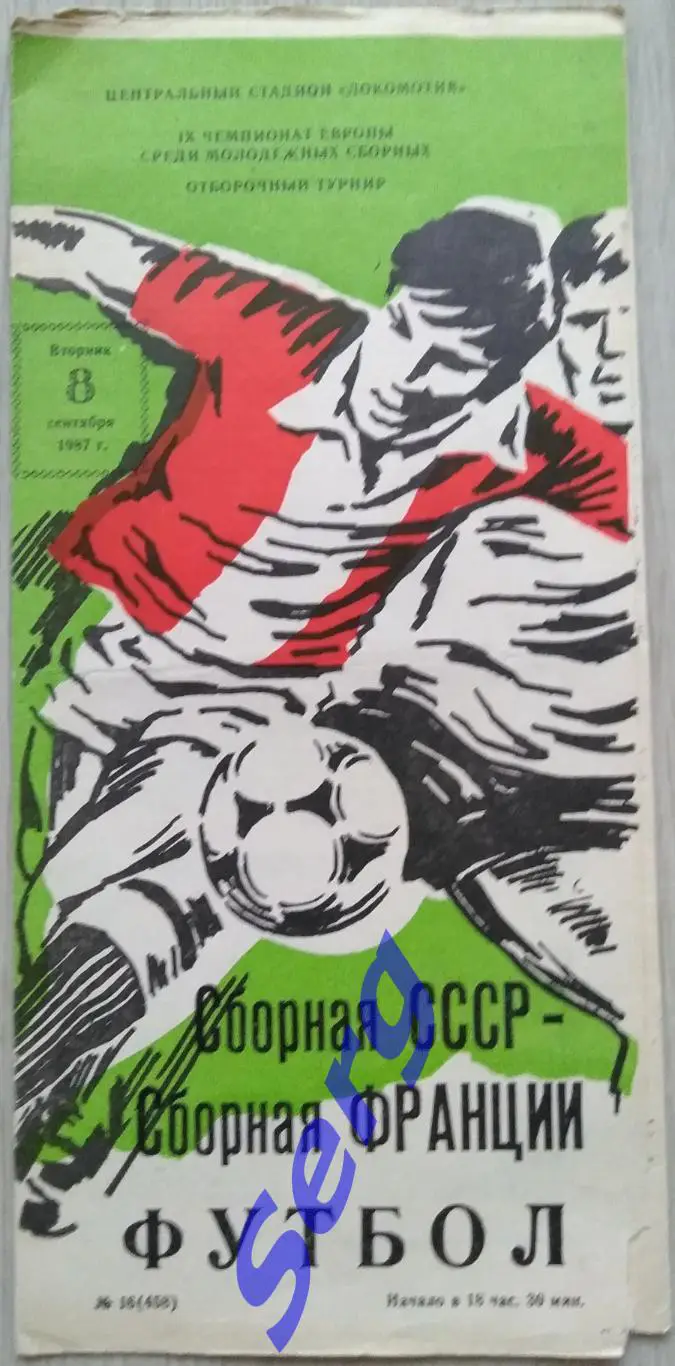 ЦЕНТРАЛЬНЫЙ СТАДИОН «ЛОКОМОТИВ»
IX ЧЕМПИОНАТ ЕВРОПЫ
СРЕДИ МОЛОДЕЖНЫХ СБОРНЫХ
ОТБОРОЧНЫЙ ТУРНИР
Вторник
8
сентября
1987 г.
Сборная СССР -
Сборная ФРАНЦИИ
ФУТБОЛ
№ 16(458) Начало в 18 час. 30 мин.
Serg